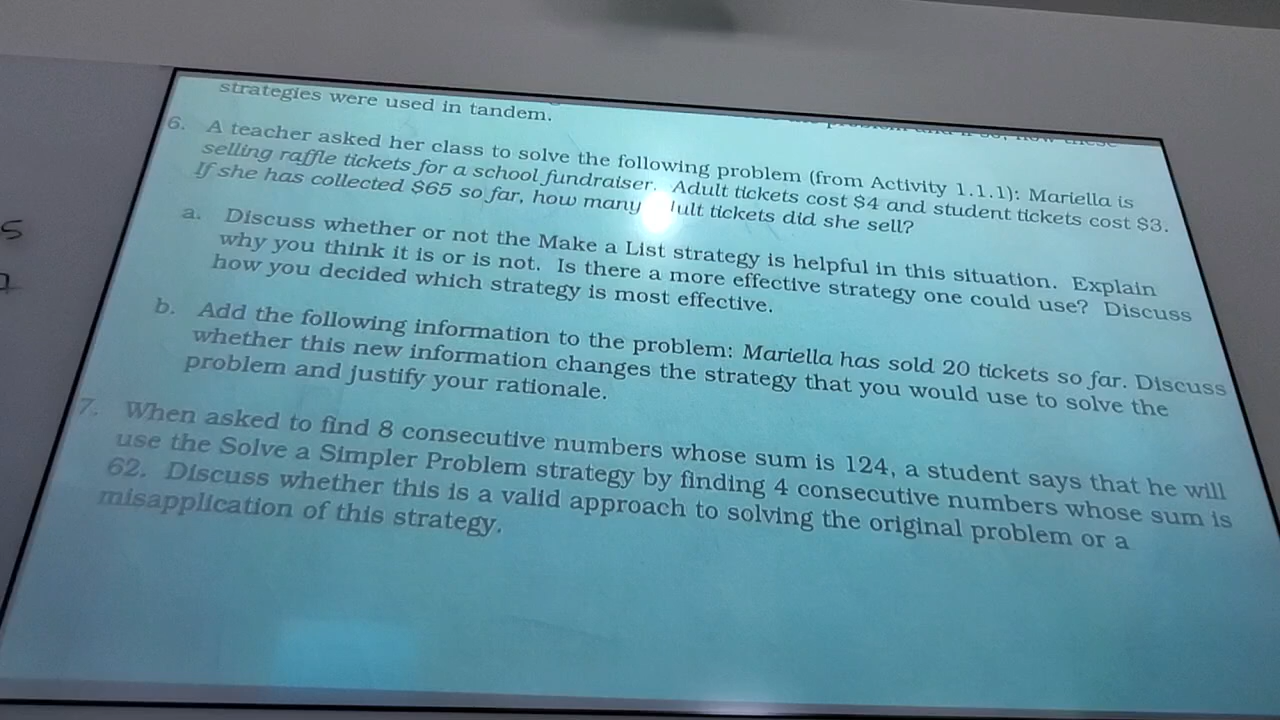 strategies were used in tandem.
6. A teacher asked her class to solve the following problem (from Activity 1.1.1): Mariella is
selling raffle tickets for a school fundraiser. Adult tickets cost $4 and student tickets cost $3.
If she has collected $65 so far, how many ult tickets did she sell?
a. Discuss whether or not the Make a List strategy is helpful in this situation. Explain
why you think it is or is not. Is there a more effective strategy one could use? Discuss
how you decided which strategy is most effective.
b. Add the following information to the problem: Mariella has sold 20 tickets so far. Discuss
whether this new information changes the strategy that you would use to solve the
problem and justify your rationale.
7. When asked to find 8 consecutive numbers whose sum is 124, a student says that he will
use the Solve a Simpler Problem strategy by finding 4 consecutive numbers whose sum is
62. Discuss whether this is a valid approach to solving the original problem or a
misapplication of this strategy.